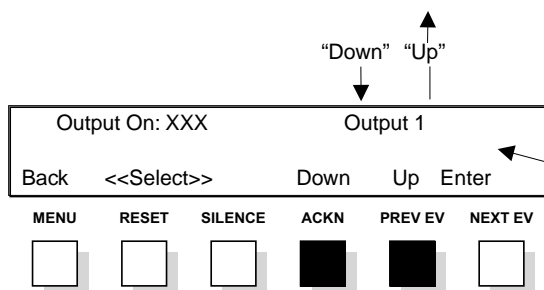 “Down” “Up”
Output On: XXX Output 1
Back <<Select>> Down Up Enter
MENU RESET SILENCE ACKN PREV EV NEXT EV